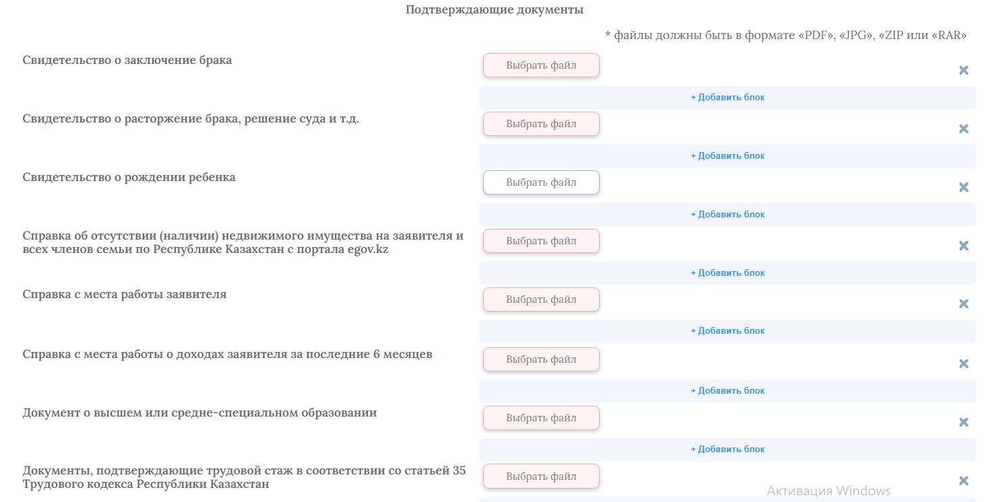 Подтверждающие документы
* файлы должны быть в формате «PDF», «JPG», «ZIP или «RAR»
Свидетельство о заключение брака
Выбрать файл
+ Добавить блок
Свидетельство о расторжение брака, решение суда и т.д.
Выбрать файл
+ Добавить блок
Свидетельство о рождении ребенка
Выбрать файл
+ Добавить блок
Справка об отсутствии (наличии) недвижимого имущества на заявителя и
всех членов семьи по Республике Казахстан с портала egov.kz
Выбрать файл
+ Добавить блок
Справка с места работы заявителя
Выбрать файл
+ Добавить блок
Справка с места работы о доходах заявителя за последние 6 месяцев
Выбрать файл
+ Добавить блок
Документ о высшем или средне-специальном образовании
Выбрать файл
+ Добавить блок
Документы, подтверждающие трудовой стаж в соответствии со статьей 35
Трудового кодекса Республики Казахстан
Выбрать файл
Активация Windows